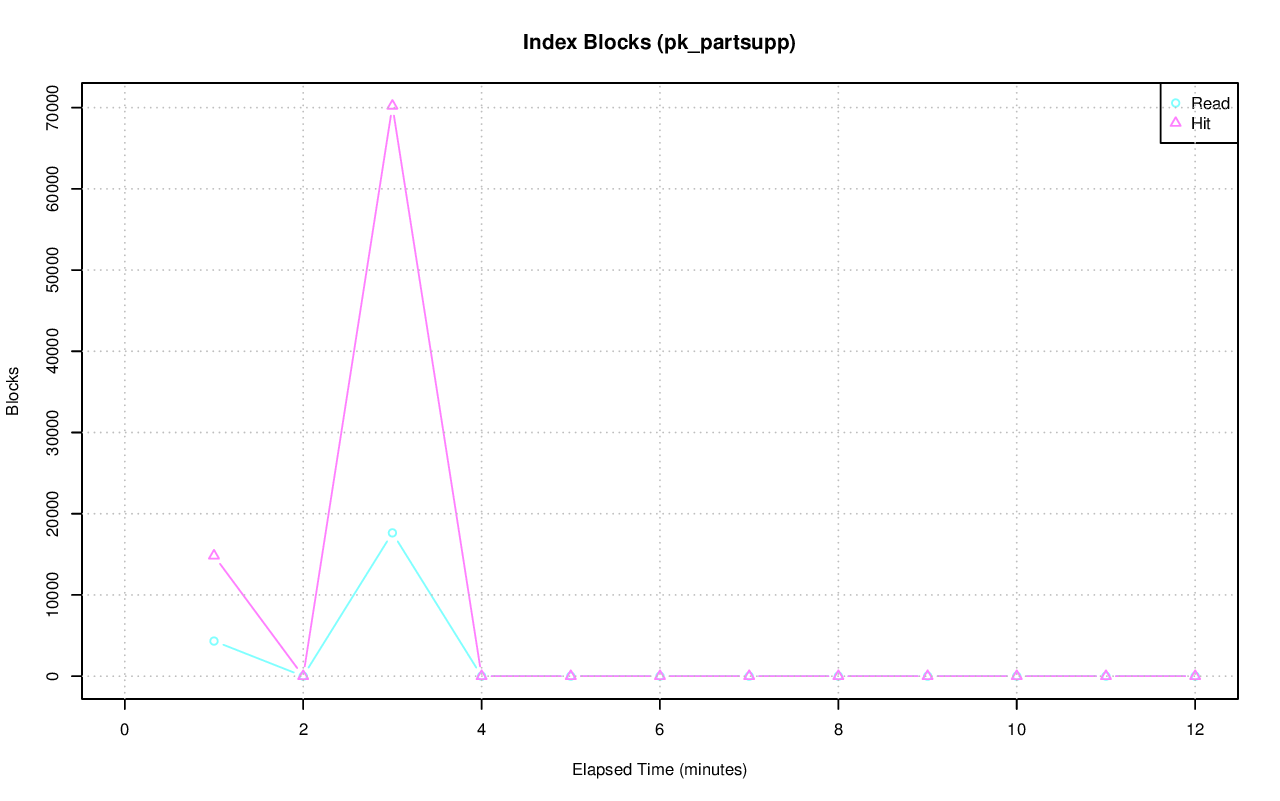 Index Blocks (pk_partsupp)
Read
Hit
Blocks
70000
60000
50000
40000
30000
20000
10000
0
0 2 4 6 8 10 12
Elapsed Time (minutes)